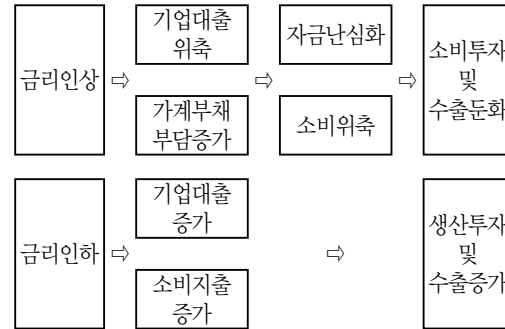 금리인상
⇨
기업대출
위축
가계부채
부담증가
⇨
자금난심화
소비위축
⇨
소비투자
및
수출둔화
금리인하
⇨
기업대출
증가
소비지출
증가
⇨
생산투자
및
수출증가